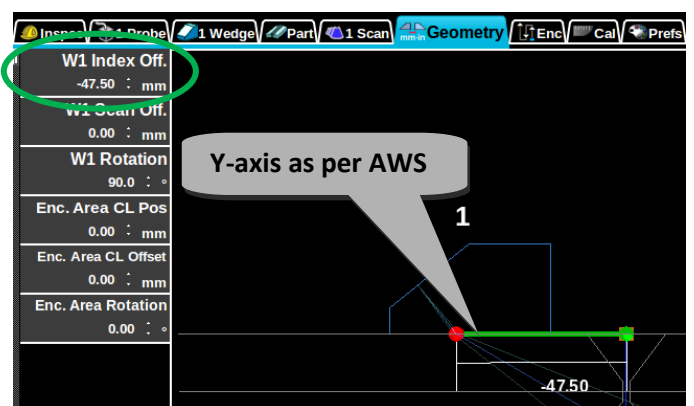 Inspec 1 Probe 1 Wedge Part 1 Scan mm-in Geometry Enc Cal Prefs
W1 Index Off.
-47.50 mm
W1 Scan Off.
0.00 mm
W1 Rotation
90.0 °
Enc. Area CL Pos
0.00 mm
Enc. Area CL Offset
0.00 mm
Enc. Area Rotation
0.00 °
Y-axis as per AWS
1
-47.50